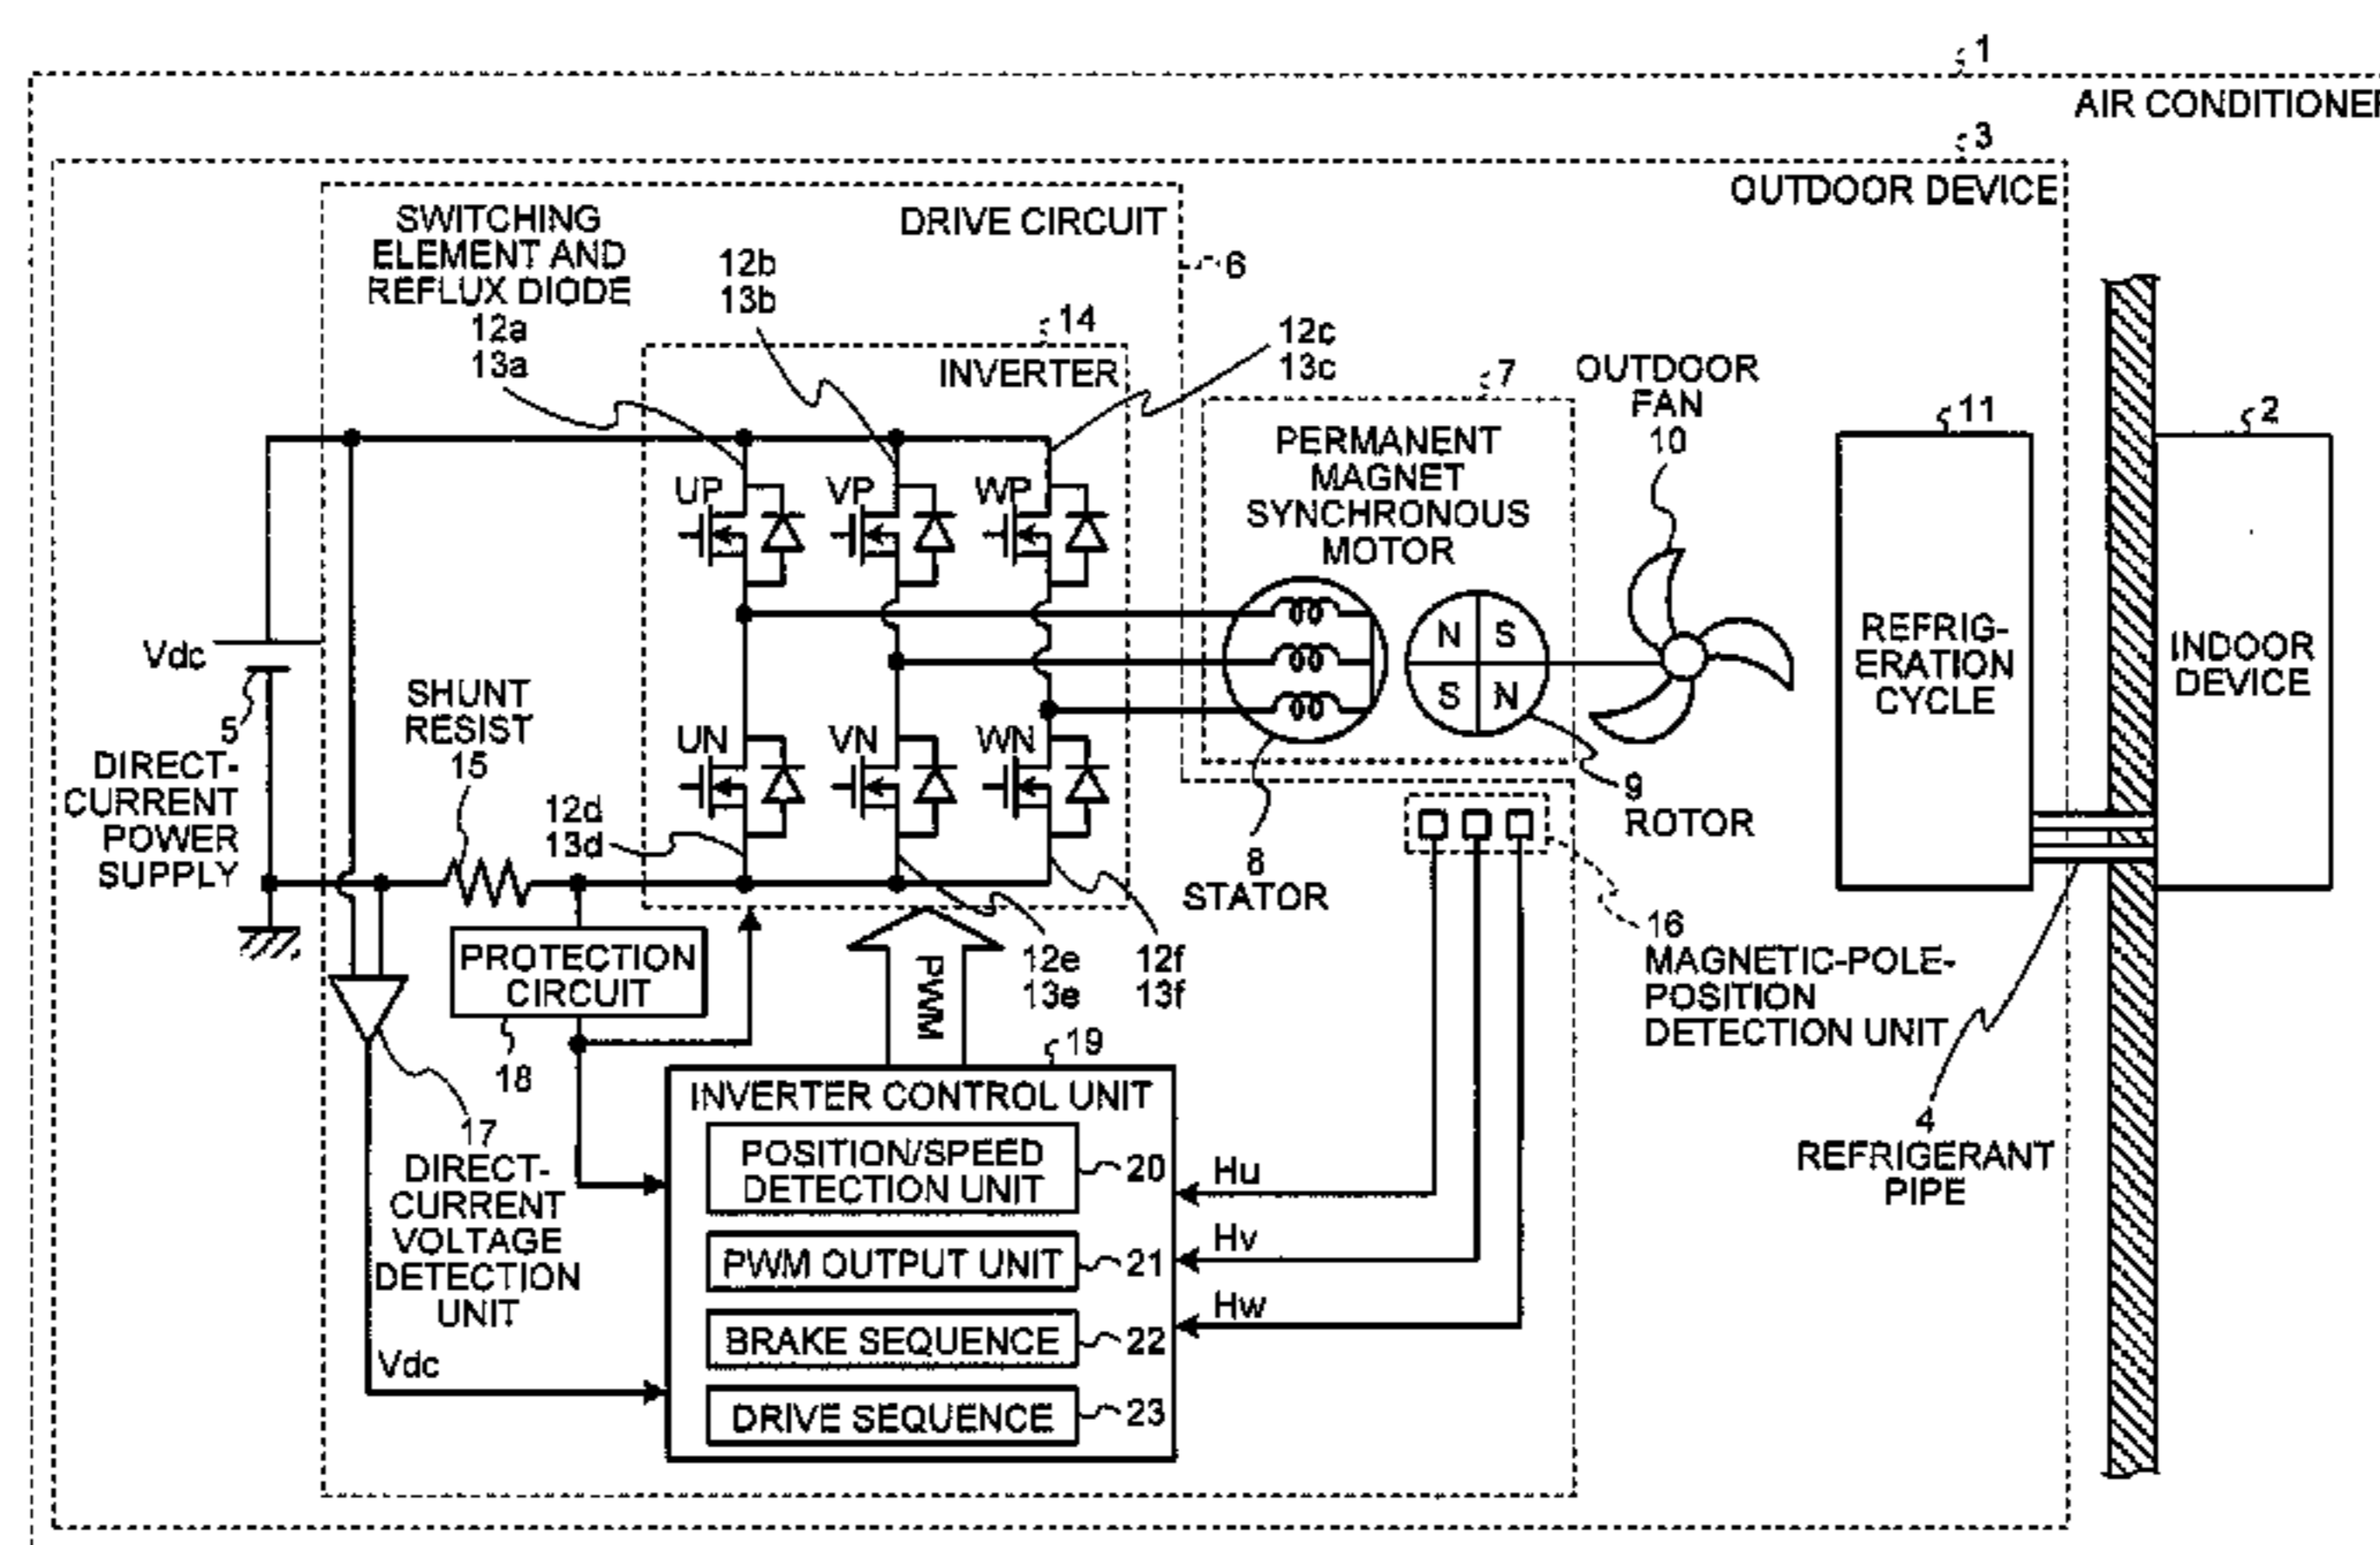 1
AIR CONDITIONE
3
OUTDOOR DEVICE
SWITCHING
ELEMENT AND
REFLUX DIODE
12a
13a
DRIVE CIRCUIT
6
12b
13b
14
INVERTER
12c
13c
7
PERMANENT
MAGNET
SYNCHRONOUS
MOTOR
OUTDOOR
FAN
10
11
REFRIG-
ERATION
CYCLE
2
INDOOR
DEVICE
UP
VP
WP
N
S
S
N
Vdc
5
DIRECT-
CURRENT
POWER
SUPPLY
SHUNT
RESIST
15
UN
VN
WN
12d
13d
8
STATOR
9
ROTOR
16
MAGNETIC-POLE-
POSITION
DETECTION UNIT
PROTECTION
CIRCUIT
18
PWM
12e
13e
12f
13f
4
REFRIGERANT
PIPE
17
DIRECT-
CURRENT
VOLTAGE
DETECTION
UNIT
Vdc
19
INVERTER CONTROL UNIT
POSITION/SPEED
DETECTION UNIT
20
PWM OUTPUT UNIT
21
BRAKE SEQUENCE
22
DRIVE SEQUENCE
23
Hu
Hv
Hw